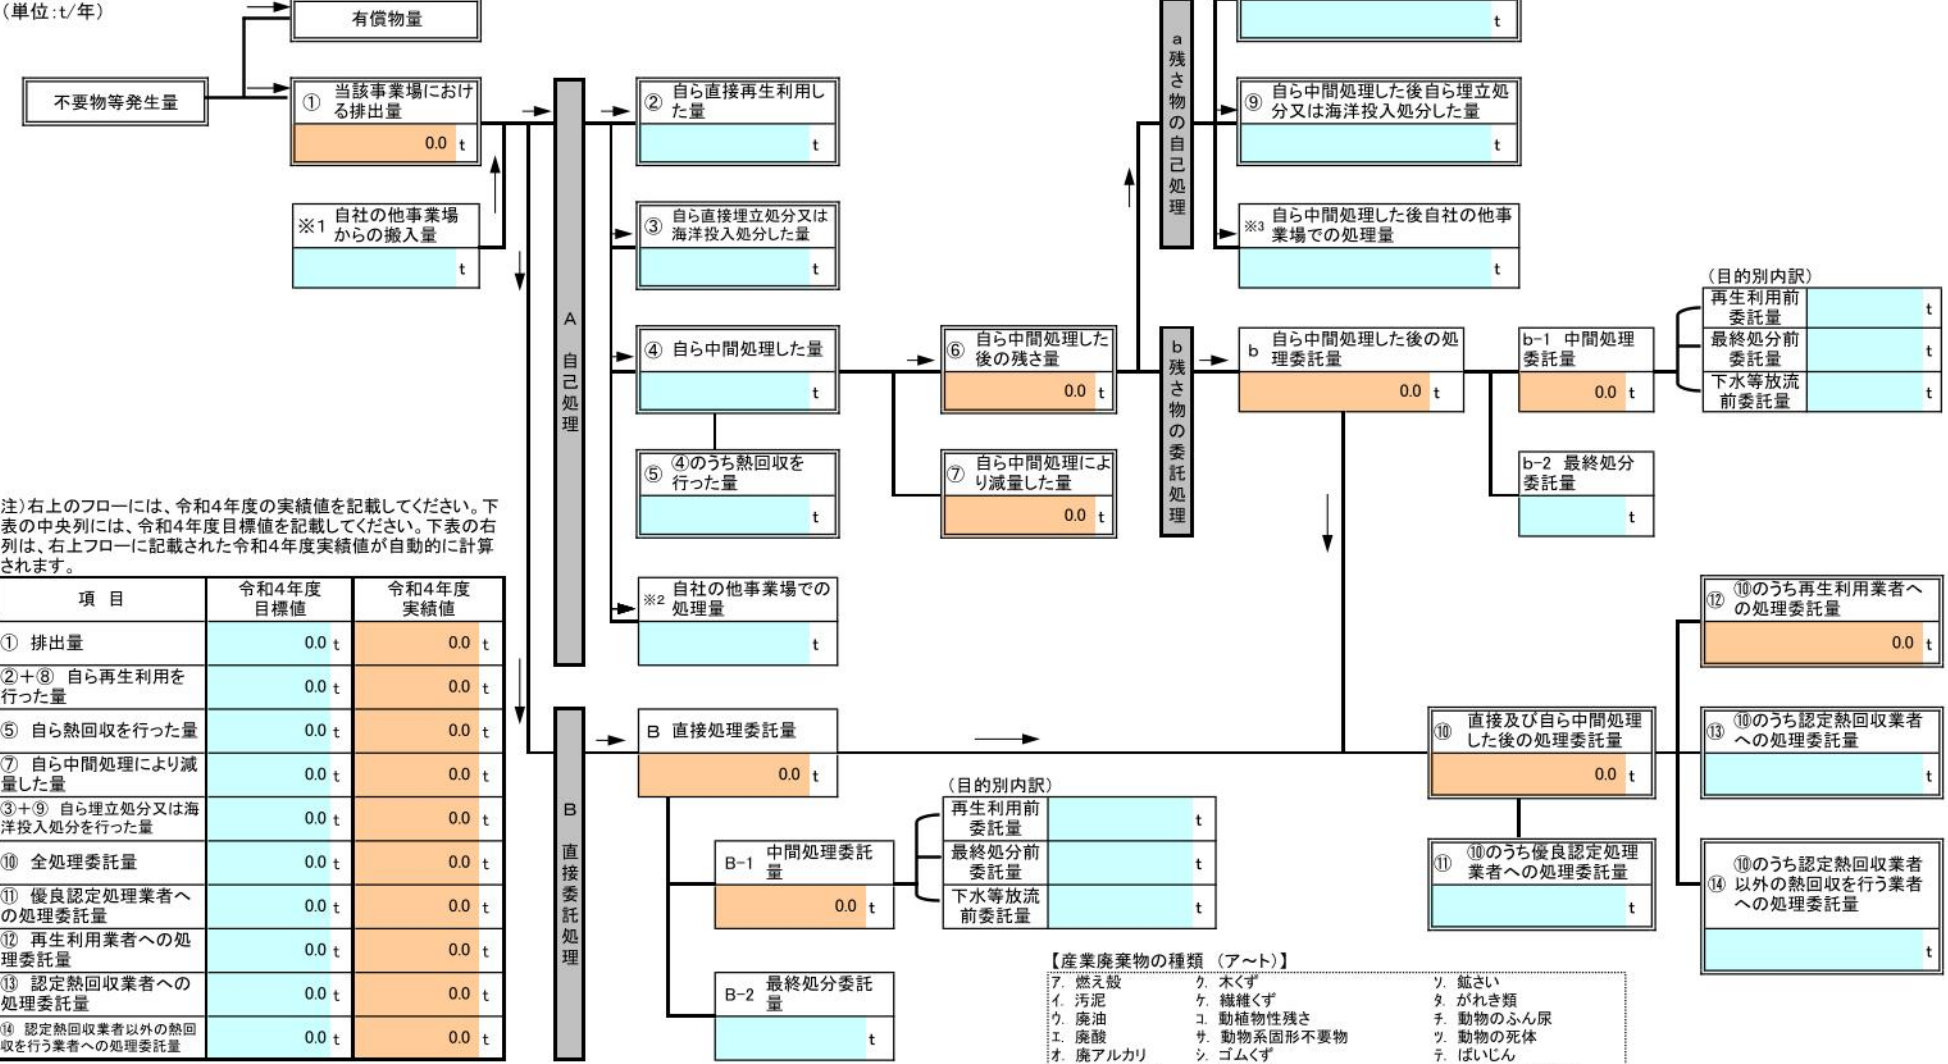 (単位:t/年)
有償物量
不要物等発生量
① 当該事業場におけ
る排出量
0.0 t
※1 自社の他事業場
からの搬入量
t
A 自己処理
② 自ら直接再生利用し
た量
t
③ 自ら直接埋立処分又は
海洋投入処分した量
t
④ 自ら中間処理した量
t
⑤ ④のうち熱回収を
行った量
t
※2 自社の他事業場での
処理量
t
⑥ 自ら中間処理した
後の残さ量
0.0 t
⑦ 自ら中間処理によ
り減量した量
0.0 t
a 残さ物の自己処理
t
⑨ 自ら中間処理した後自ら埋立処
分又は海洋投入処分した量
t
※3 自ら中間処理した後自社の他事
業場での処理量
t
b 残さ物の委託処理
b 自ら中間処理した後の処
理委託量
0.0 t
b-1 中間処理
委託量
0.0 t
b-2 最終処分
委託量
t
(目的別内訳)
再生利用前
委託量
t
最終処分前
委託量
t
下水等放流
前委託量
t
注)右上のフローには、令和4年度の実績値を記載してください。下
表の中央列には、令和4年度目標値を記載してください。下表の右
列は、右上フローに記載された令和4年度実績値が自動的に計算
されます。
項 目 令和4年度 令和4年度
目標値 実績値
① 排出量 0.0 t 0.0 t
②+⑧ 自ら再生利用を
行った量 0.0 t 0.0 t
⑤ 自ら熱回収を行った量 0.0 t 0.0 t
⑦ 自ら中間処理により減
量した量 0.0 t 0.0 t
③+⑨ 自ら埋立処分又は海
洋投入処分を行った量 0.0 t 0.0 t
⑩ 全処理委託量 0.0 t 0.0 t
⑪ 優良認定処理業者へ
の処理委託量 0.0 t 0.0 t
⑫ 再生利用業者への処
理委託量 0.0 t 0.0 t
⑬ 認定熱回収業者への
処理委託量 0.0 t 0.0 t
⑭ 認定熱回収業者以外の熱回
収を行う業者への処理委託量 0.0 t 0.0 t
B 直接委託処理
B 直接処理委託量
0.0 t
B-1 中間処理委託
量
0.0 t
B-2 最終処分委託
量
t
(目的別内訳)
再生利用前
委託量
t
最終処分前
委託量
t
下水等放流
前委託量
t
⑩ 直接及び自ら中間処理
した後の処理委託量
0.0 t
⑪ ⑩のうち優良認定処理
業者への処理委託量
t
⑫ ⑩のうち再生利用業者へ
の処理委託量
0.0 t
⑬ ⑩のうち認定熱回収業者
への処理委託量
t
⑭ ⑩のうち認定熱回収業者
以外の熱回収を行う業者
への処理委託量
t
【産業廃棄物の種類 (ア~ト)】
ア. 燃え殻 ク. 木くず ソ. 鉱さい
イ. 汚泥 ケ. 繊維くず タ. がれき類
ウ. 廃油 コ. 動植物性残さ チ. 動物のふん尿
エ. 廃酸 サ. 動物系固形不要物 ツ. 動物の死体
オ. 廃アルカリ シ. ゴムくず テ. ばいじん